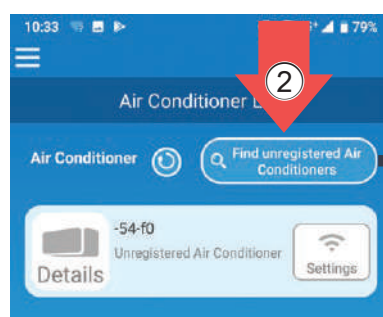 10:33 79%
Air Conditioner
2
Air Conditioner Find unregistered Air
Conditioners
-54-f0
Unregistered Air Conditioner
Details Settings